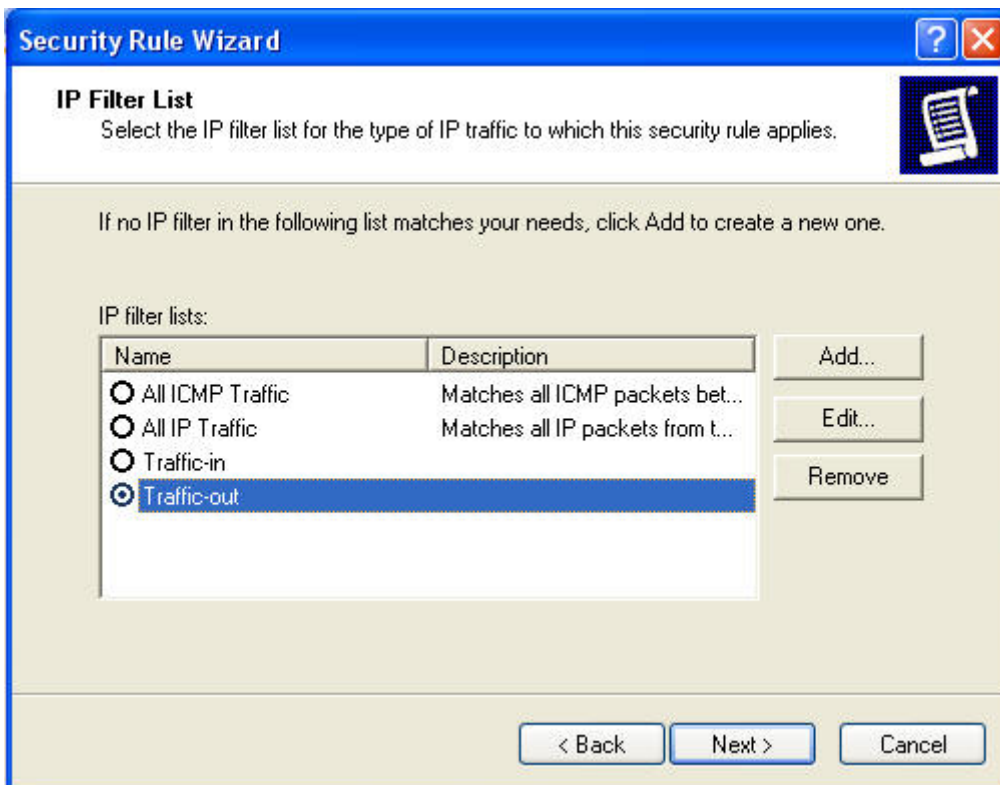 Security Rule Wizard
IP Filter List
Select the IP filter list for the type of IP traffic to which this security rule applies.
If no IP filter in the following list matches your needs, click Add to create a new one.
IP filter lists:
Name Description
All ICMP Traffic Matches all ICMP packets bet...
All IP Traffic Matches all IP packets from t...
Traffic-in
Traffic-out
Add...
Edit...
Remove
< Back Next > Cancel